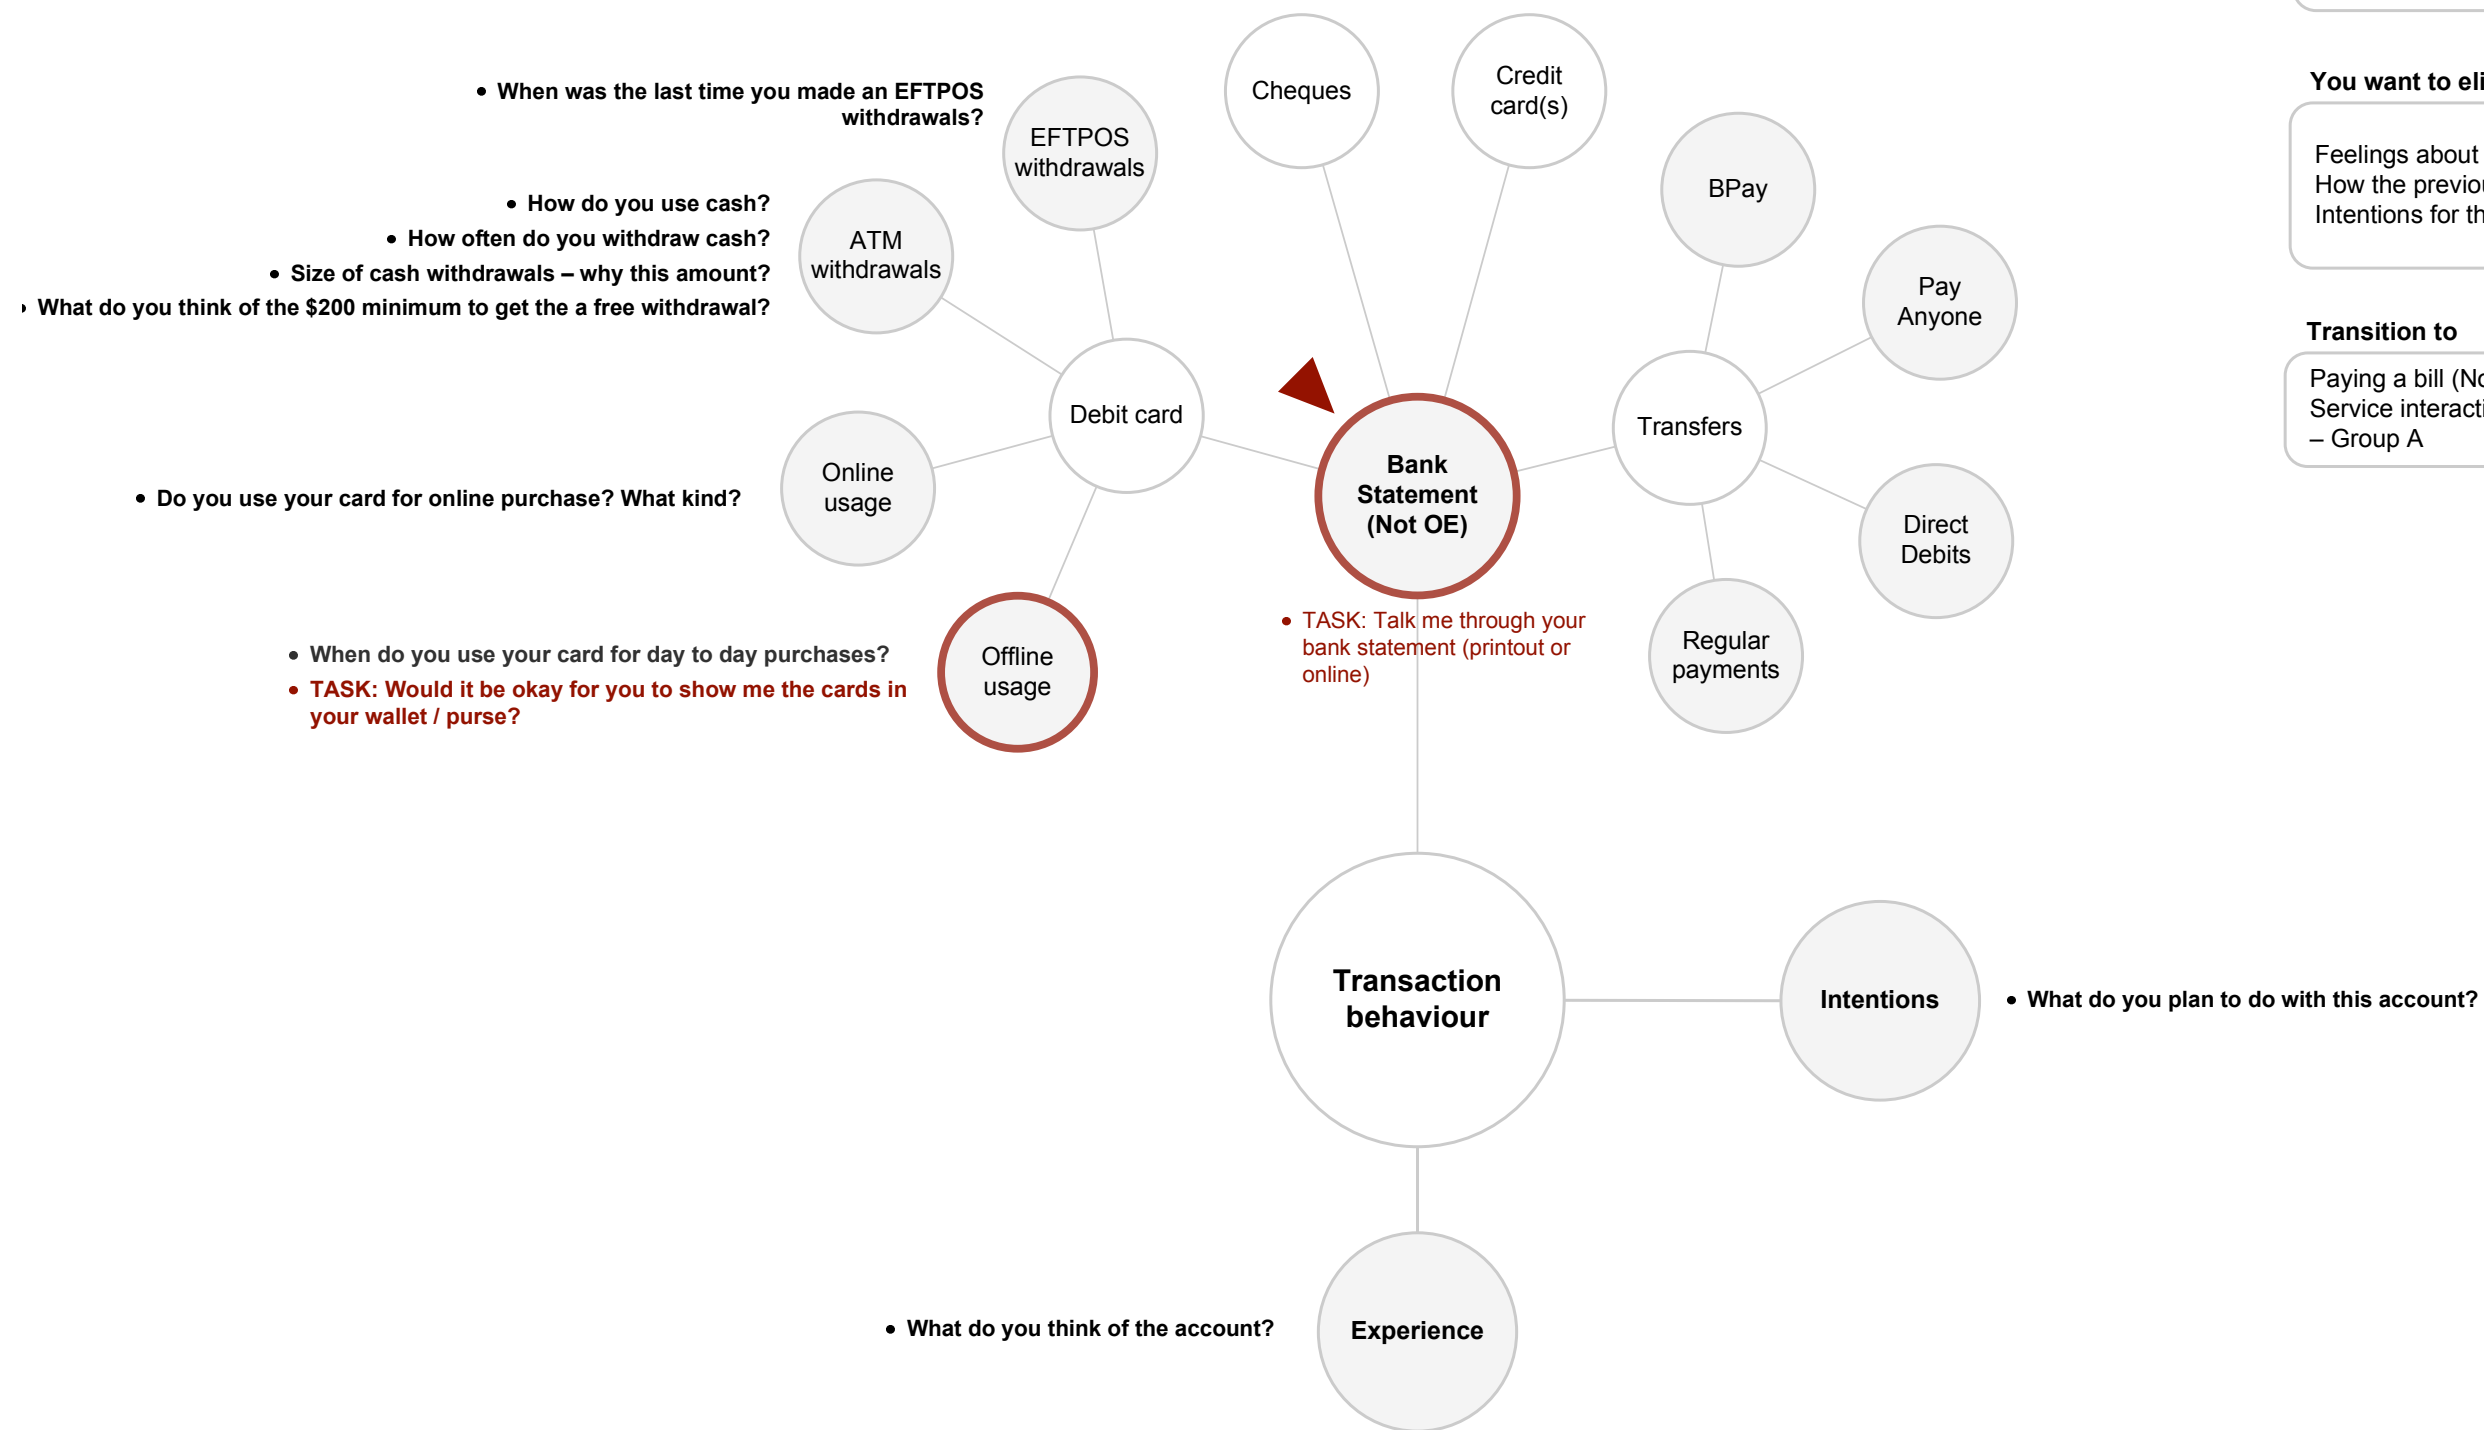 Cheques
Credit
card(s)
• When was the last time you made an EFTPOS
withdrawals?
EFTPOS
withdrawals
• How do you use cash?
• How often do you withdraw cash?
• Size of cash withdrawals – why this amount?
• What do you think of the $200 minimum to get the a free withdrawal?
ATM
withdrawals
BPay
Pay
Anyone
Debit card
Transfers
Bank
Statement
(Not OE)
Online
usage
• Do you use your card for online purchase? What kind?
Direct
Debits
• TASK: Talk me through your
bank statement (printout or
online)
Regular
payments
• When do you use your card for day to day purchases?
• TASK: Would it be okay for you to show me the cards in
your wallet / purse?
Offline
usage
Transaction
behaviour
Intentions
• What do you plan to do with this account?
• What do you think of the account?
Experience
You want to
Feelings about
How the
Intentions for
Transition to
Paying a bill
Service
– Group A